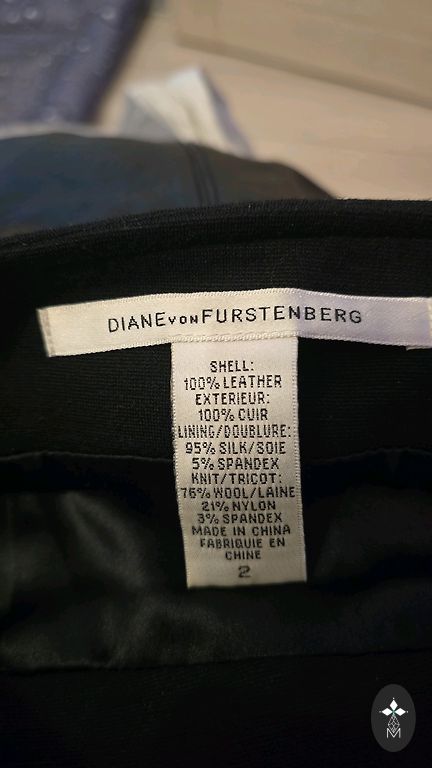 DIANE VON FURSTENBERG
SHELL:
100% LEATHER
EXTERIEUR:
100% CUIR
LINING/DOUBLURE:
95% SILK/SOIE
5% SPANDEX
KNIT/TRICOT:
76% WOOL/LAINE
21% NYLON
3% SPANDEX
MADE IN CHINA
FABRIQUIE EN
CHINE
2
M